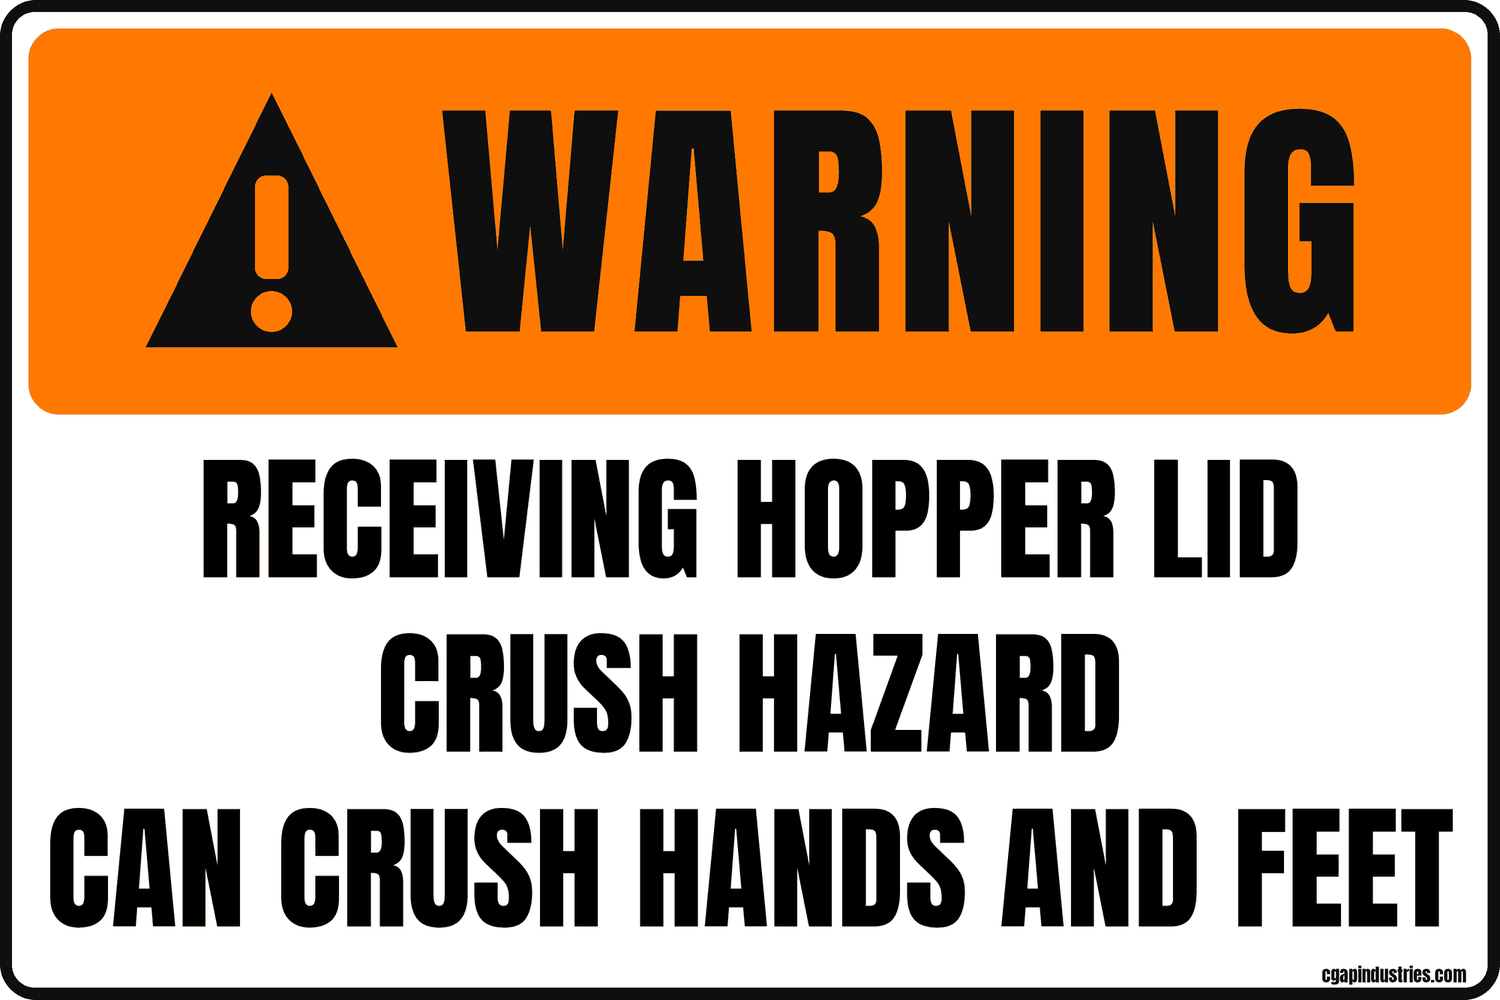 WARNING
RECEIVING HOPPER LID
CRUSH HAZARD
CAN CRUSH HANDS AND FEET
cgapindustries.com